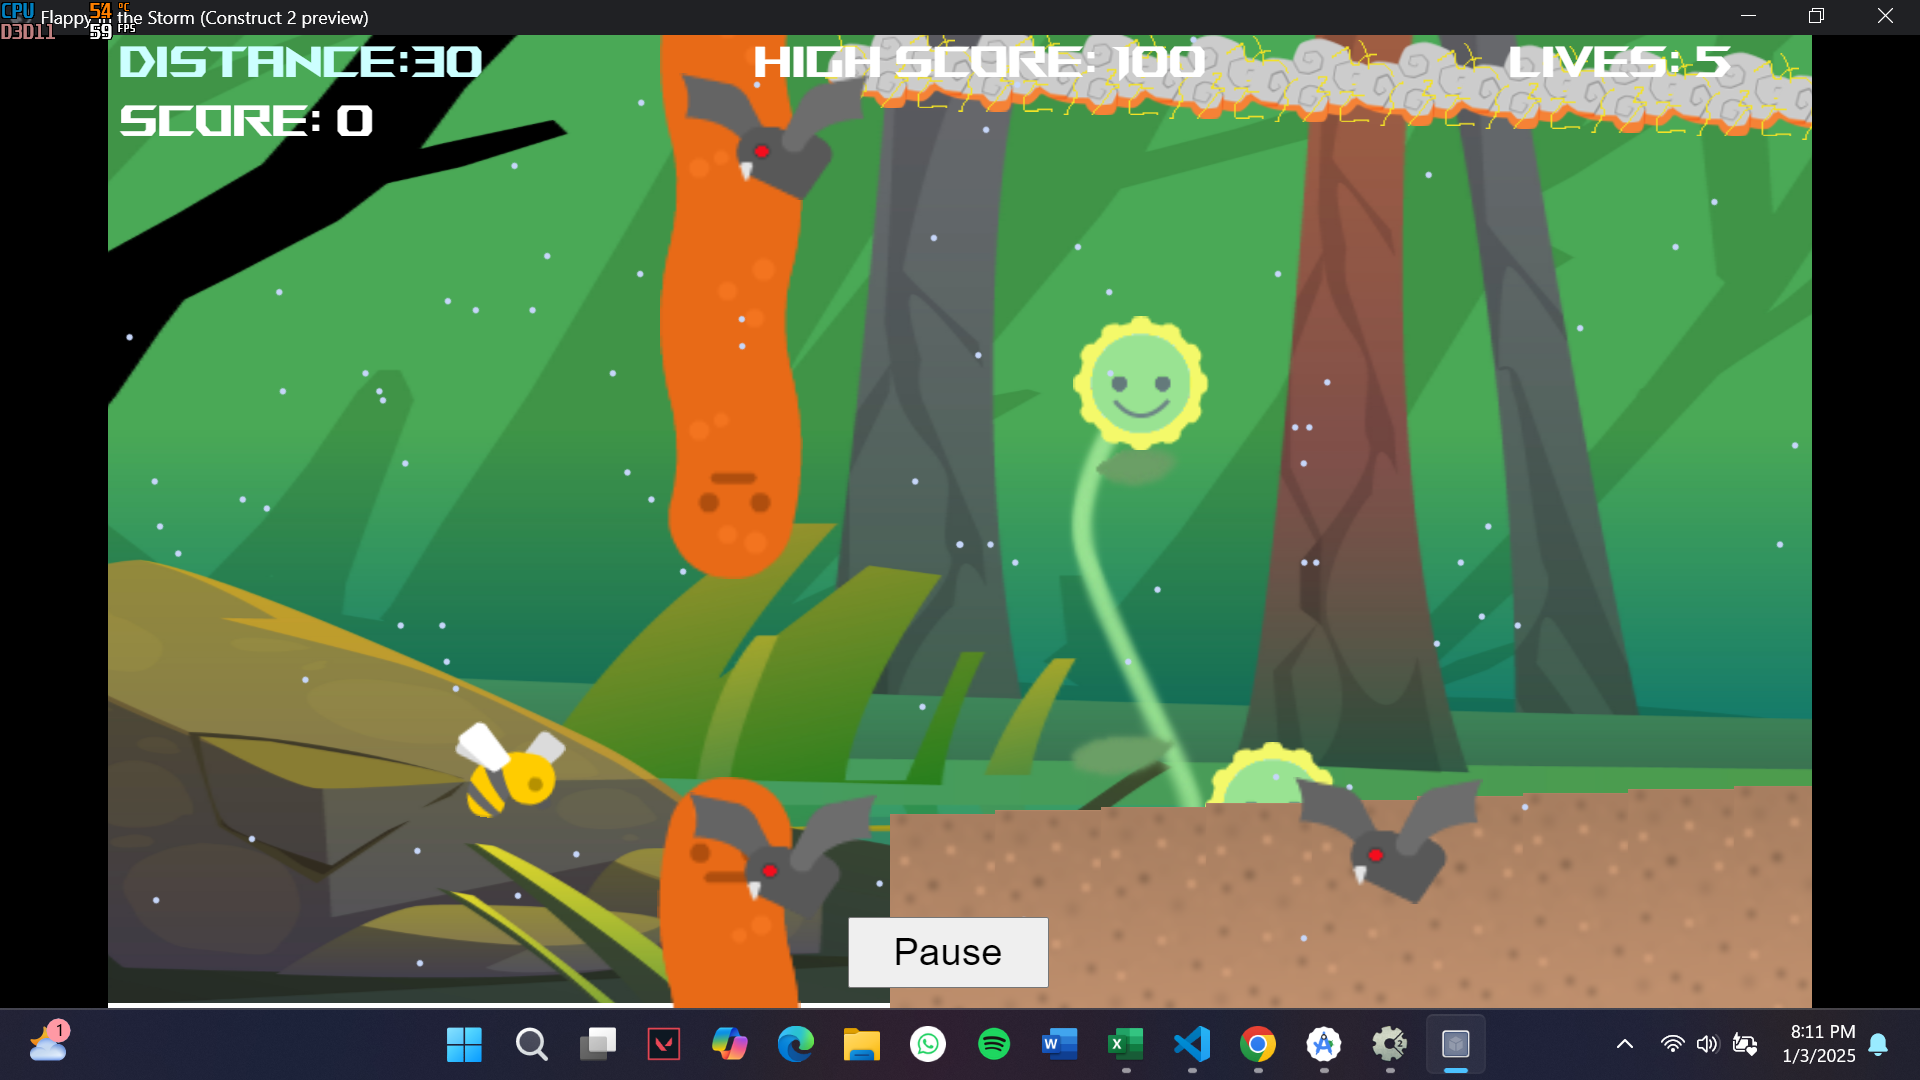 CPU 54 °C
D3D11 59 FPS
the Storm (Construct 2 preview)
DISTANCE:30
HIGH SCORE: 100
LIVES: 5
SCORE: 0
Pause
1
8:11 PM
1/3/2025